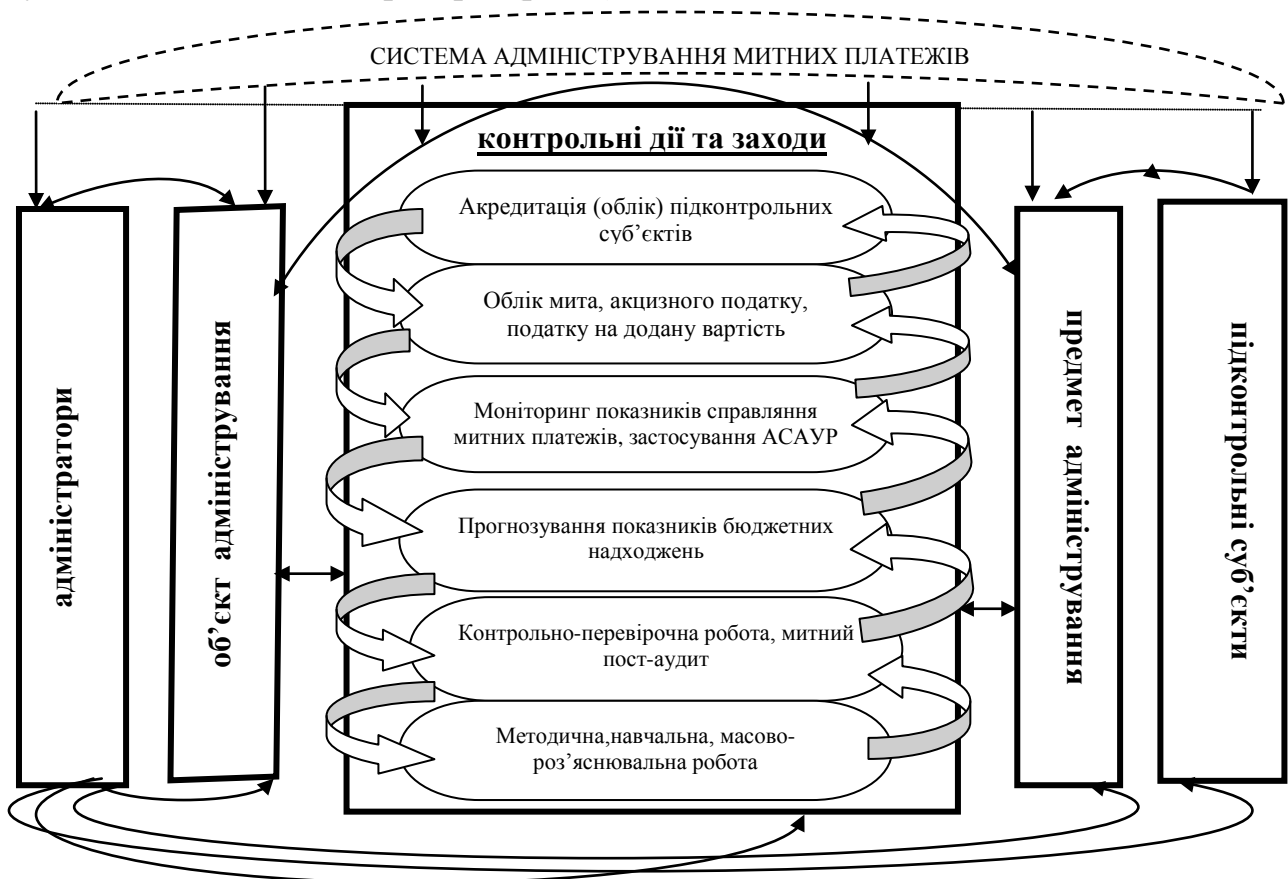 СИСТЕМА АДМІНІСТРУВАННЯ МИТНИХ ПЛАТЕЖІВ
контрольні дії та заходи
адміністратори
об’єкт адміністрування
Акредитація (облік) підконтрольних
суб’єктів
Облік мита, акцизного податку,
податку на додану вартість
Моніторинг показників справляння
митних платежів, застосування АСАУР
Прогнозування показників бюджетних
надходжень
Контрольно-перевірочна робота, митний
пост-аудит
Методична,навчальна, масово-
роз’яснювальна робота
предмет адміністрування
підконтрольні суб’єкти